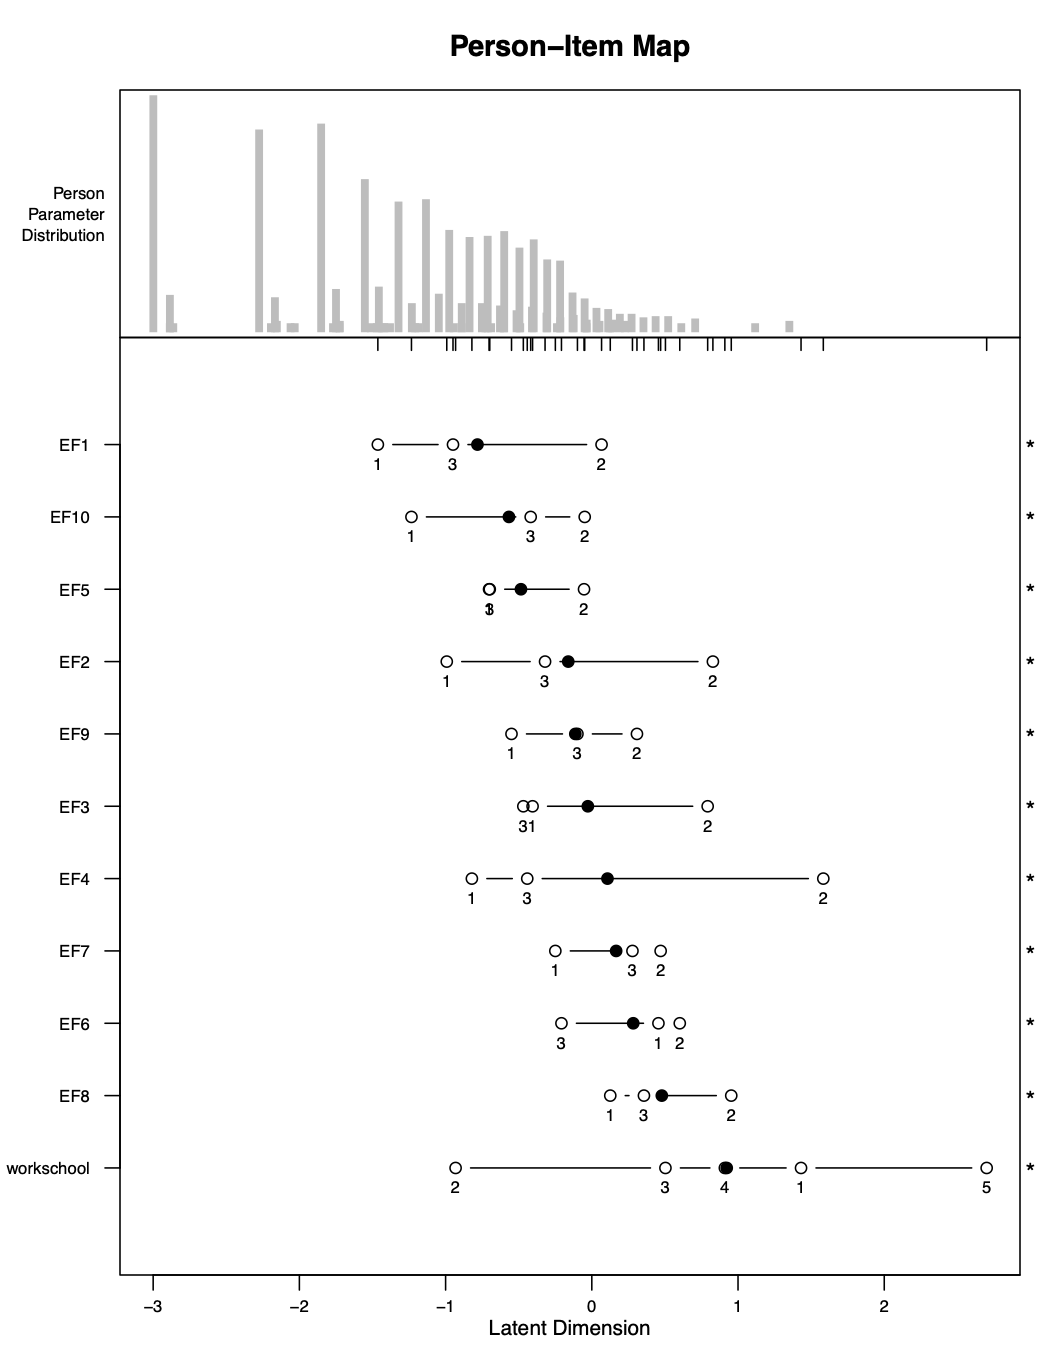 Person–Item Map
Person
Parameter
Distribution
EF1 *
1 3 2
EF10 *
1 3 2
EF5 *
1 3 2
EF2 *
1 3 2
EF9 *
1 3 2
EF3 *
3 1 2
EF4 *
1 3 2
EF7 *
1 3 2
EF6 *
3 1 2
EF8 *
1 3 2
workschool *
2 3 4 1 5
−3 −2 −1 0 1 2
Latent Dimension